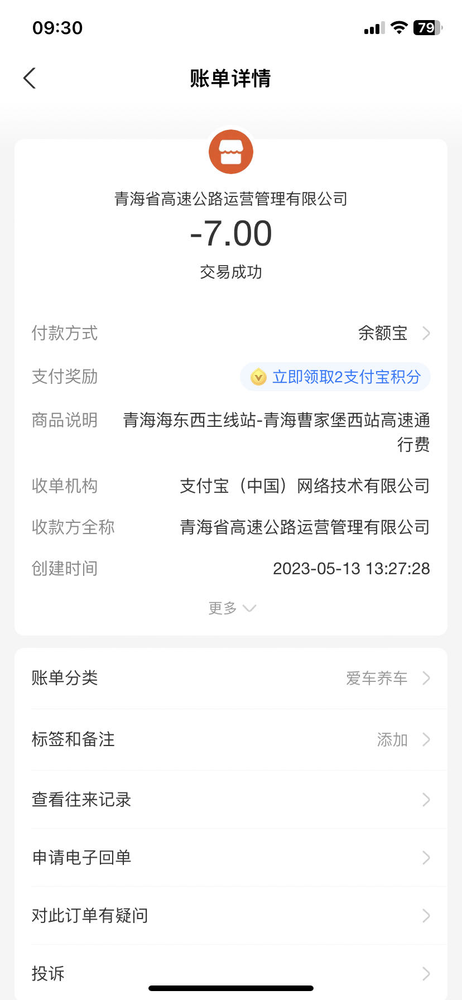 09:30
79
账单详情
青海省高速公路运营管理有限公司
-7.00
交易成功
付款方式 余额宝
支付奖励 立即领取2支付宝积分
商品说明 青海海东西主线站-青海曹家堡西站高速通
行费
收单机构 支付宝（中国）网络技术有限公司
收款方全称 青海省高速公路运营管理有限公司
创建时间 2023-05-13 13:27:28
更多
账单分类 爱车养车
标签和备注 添加
查看往来记录
申请电子回单
对此订单有疑问
投诉